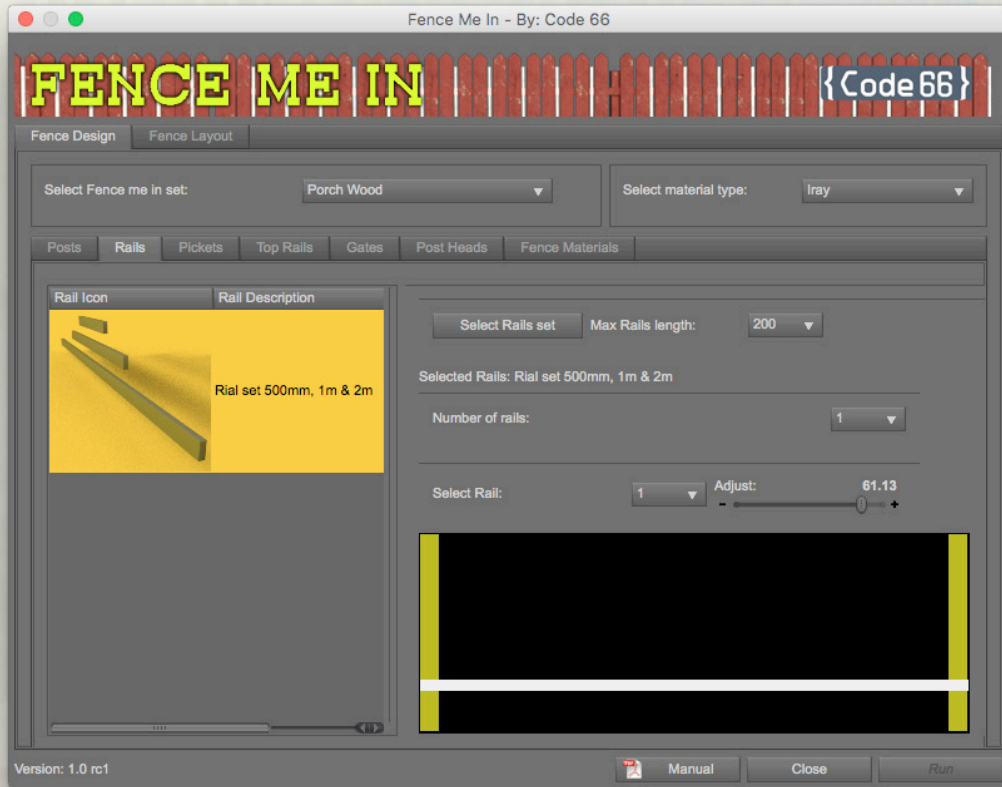 Fence Me In - By: Code 66
FENCE ME IN
{Code 66}
Fence Design Fence Layout
Select Fence me in set: Porch Wood Select material type: Iray
Posts Rails Pickets Top Rails Gates Post Heads Fence Materials
Rail Icon Rail Description
Rial set 500mm, 1m & 2m
Select Rails set Max Rails length: 200
Selected Rails: Rial set 500mm, 1m & 2m
Number of rails: 1
Select Rail: 1 Adjust: 61.13
- +
Version: 1.0 rc1 Manual Close Run